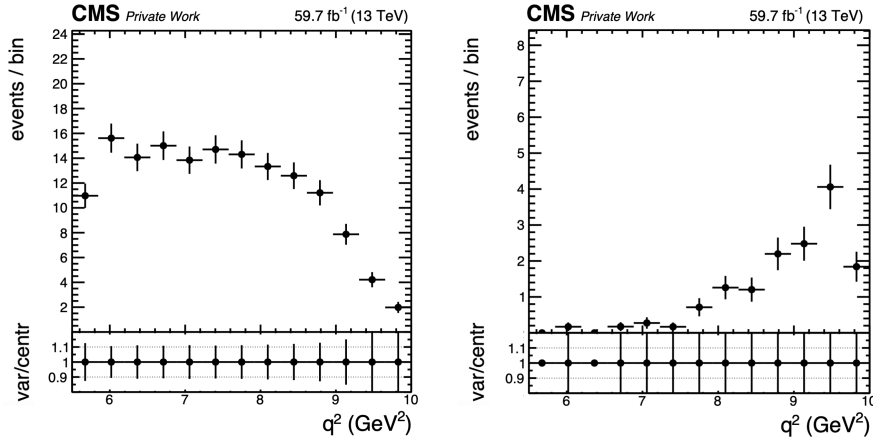 CMS Private Work 59.7 fb⁻¹ (13 TeV)
events / bin
24
22
20
18
16
14
12
10
8
6
4
2
var/centr
1.1
1
0.9
6 7 8 9 10
q² (GeV²)
CMS Private Work 59.7 fb⁻¹ (13 TeV)
events / bin
8
7
6
5
4
3
2
1
var/centr
1.1
1
0.9
6 7 8 9 10
q² (GeV²)